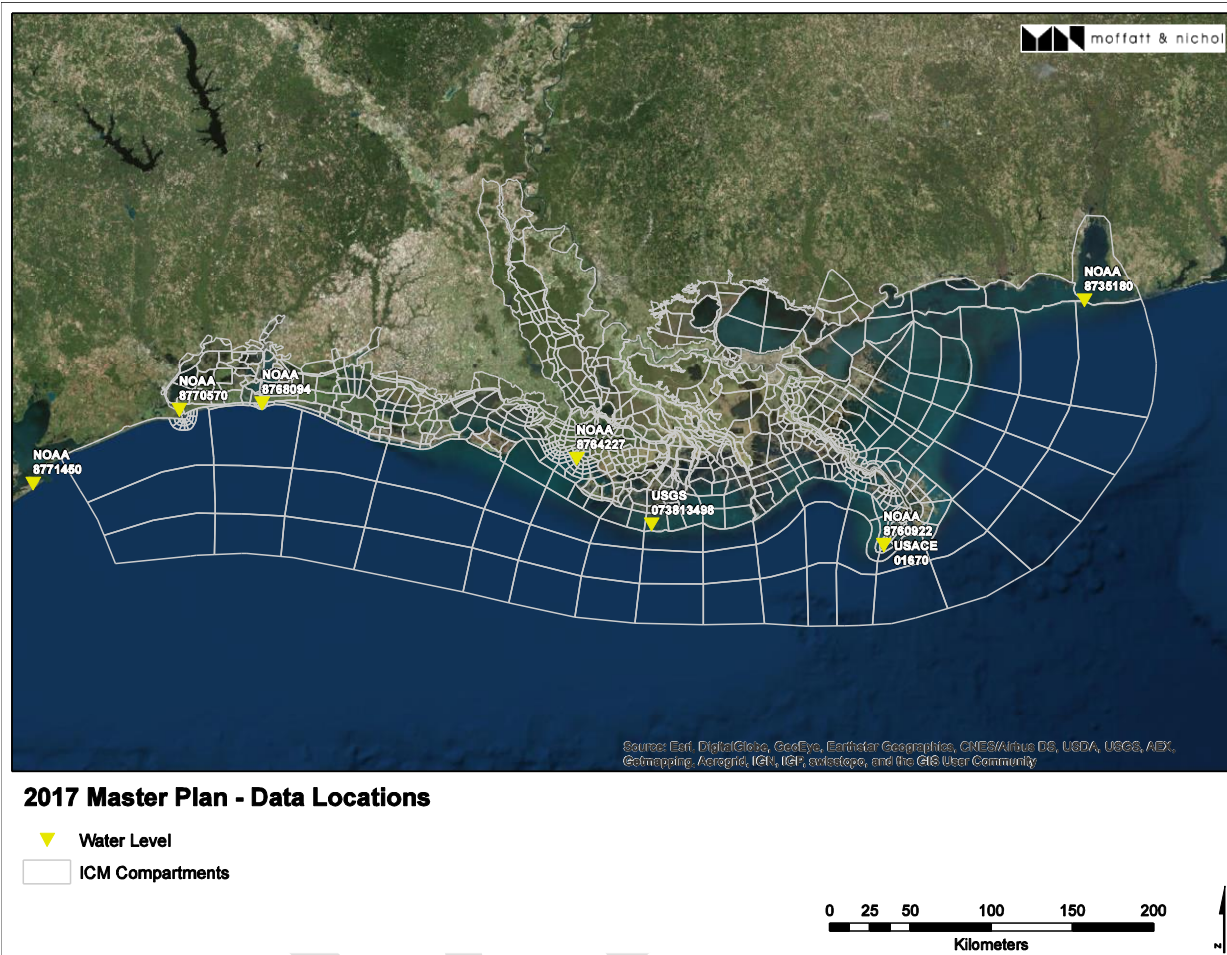 moffatt & nichol
NOAA
8735180
NOAA
8770570
NOAA
8768094
NOAA
8764227
NOAA
8771450
USGS
073813498
NOAA
8760922
USACE
01670
Source: Esri, DigitalGlobe, GeoEye, Earthstar Geographics, CNES/Airbus DS, USDA, USGS, AEX,
Getmapping, Aerogrid, IGN, IGP, swisstopo, and the GIS User Community
2017 Master Plan - Data Locations
Water Level
ICM Compartments
0 25 50 100 150 200
Kilometers
N